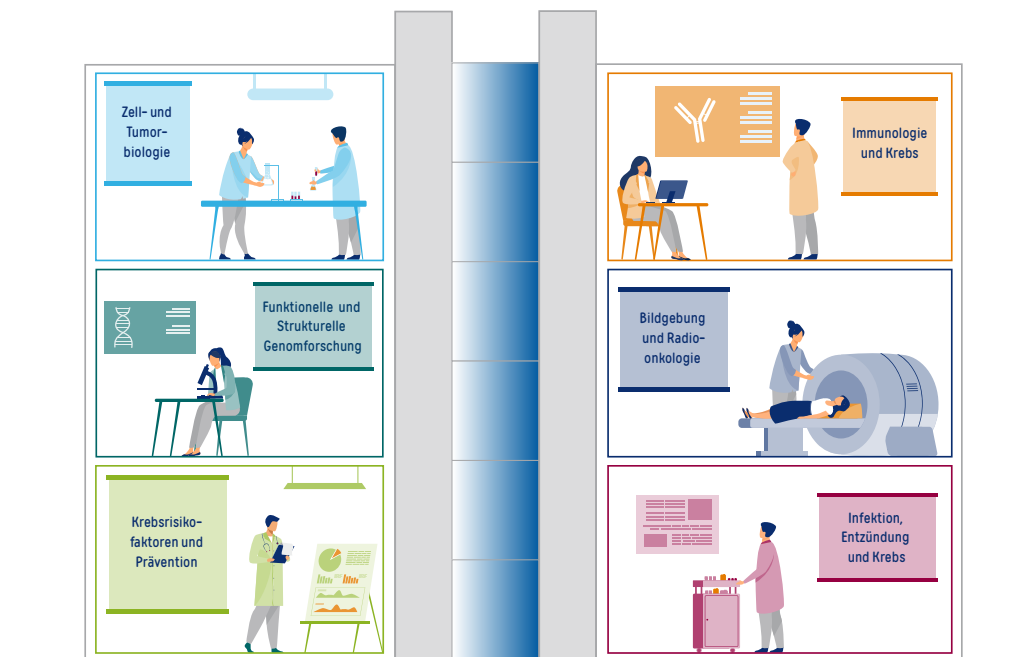 Zell- und
Tumor-
biologie
Immunologie
und Krebs
Funktionelle und
Strukturelle
Genomforschung
Bildgebung
und Radio-
onkologie
Krebsrisiko-
faktoren und
Prävention
Infektion,
Entzündung
und Krebs